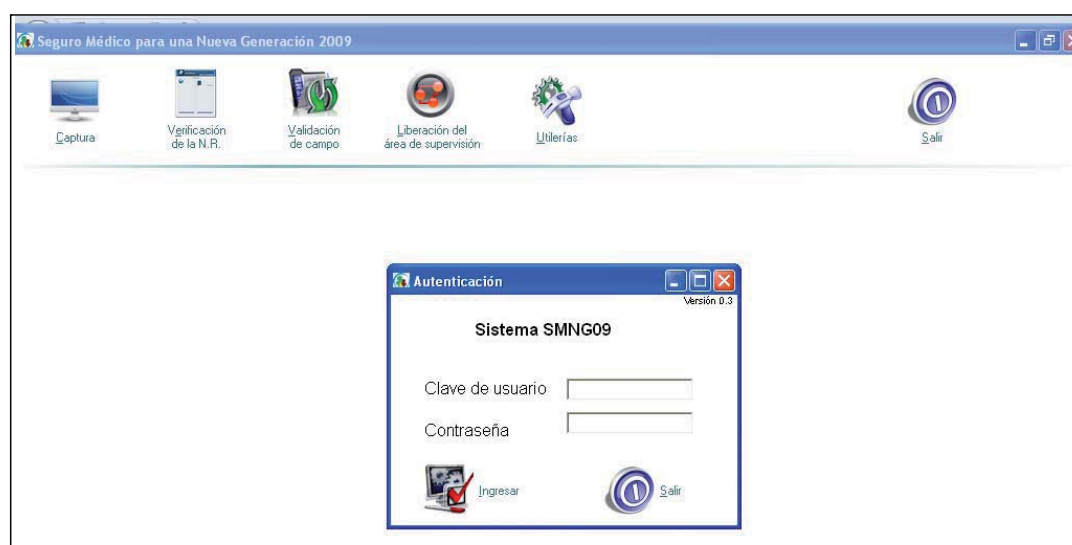 Seguro Médico para una Nueva Generación 2009
Captura
Verificación
de la N.R.
Validación
de campo
Liberación del
área de supervisión
Utilerías
Salir
Autenticación
Versión 0.3
Sistema SMNG09
Clave de usuario
Contraseña
Ingresar
Salir